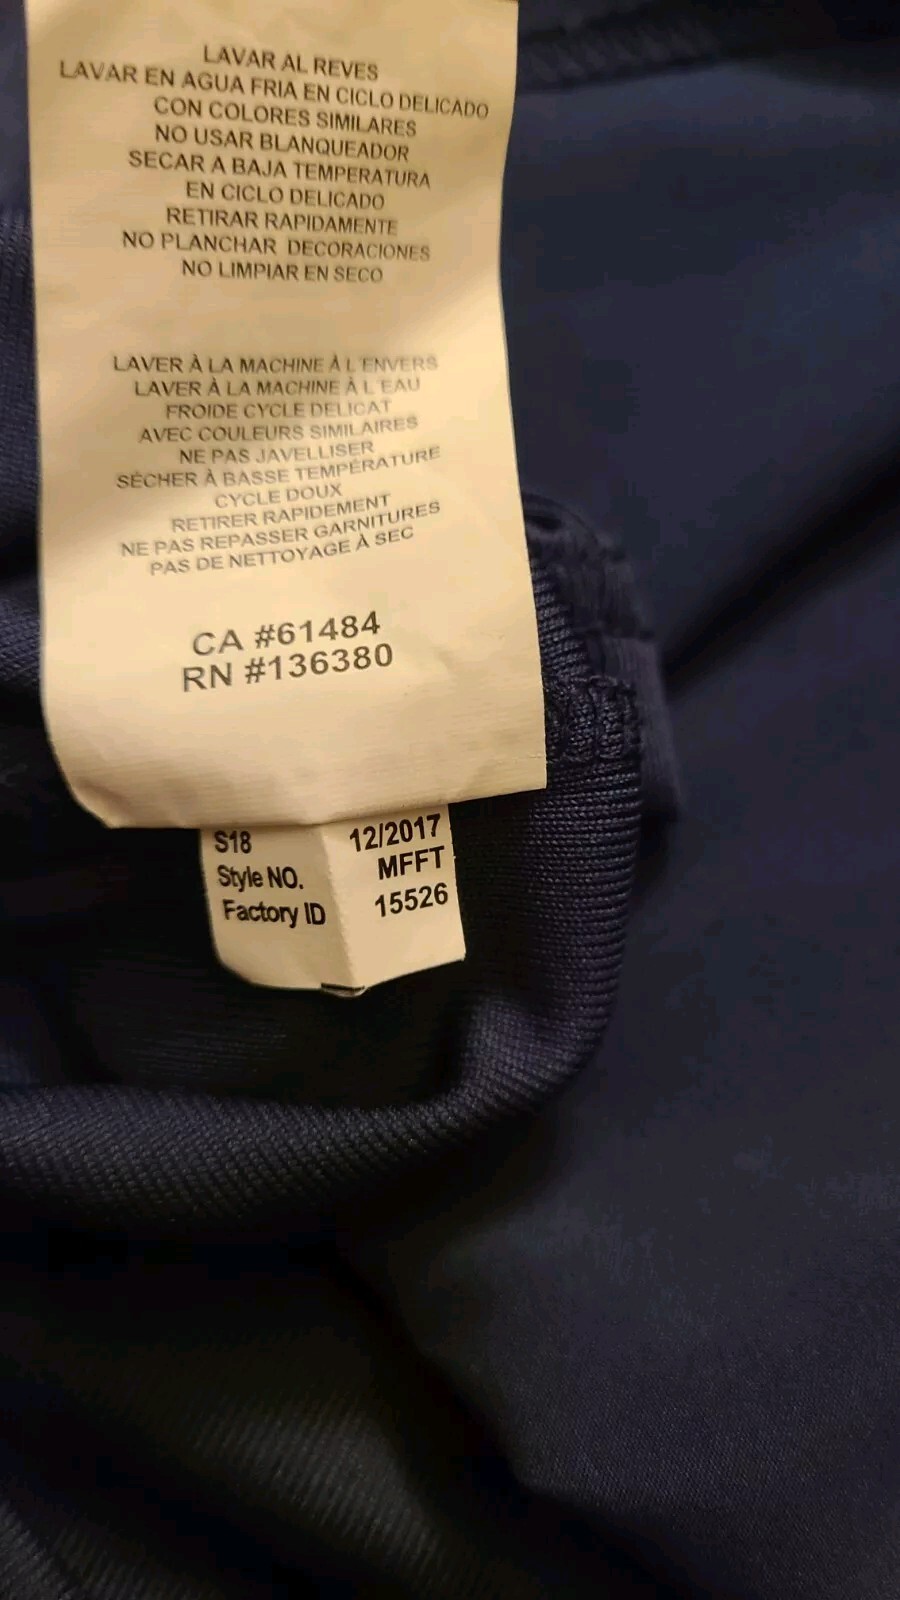 LAVAR AL REVES
LAVAR EN AGUA FRIA EN CICLO DELICADO
CON COLORES SIMILARES
NO USAR BLANQUEADOR
SECAR A BAJA TEMPERATURA
EN CICLO DELICADO
RETIRAR RAPIDAMENTE
NO PLANCHAR DECORACIONES
NO LIMPIAR EN SECO
LAVER À LA MACHINE À L'ENVERS
LAVER À LA MACHINE À L'EAU
FROIDE CYCLE DELICAT
AVEC COULEURS SIMILAIRES
NE PAS JAVELLISER
SÉCHER À BASSE TEMPÉRATURE
CYCLE DOUX
RETIRER RAPIDEMENT
NE PAS REPASSER GARNITURES
PAS DE NETTOYAGE À SEC
CA #61484
RN #136380
S18 12/2017
Style NO. MFFT
Factory ID 15526